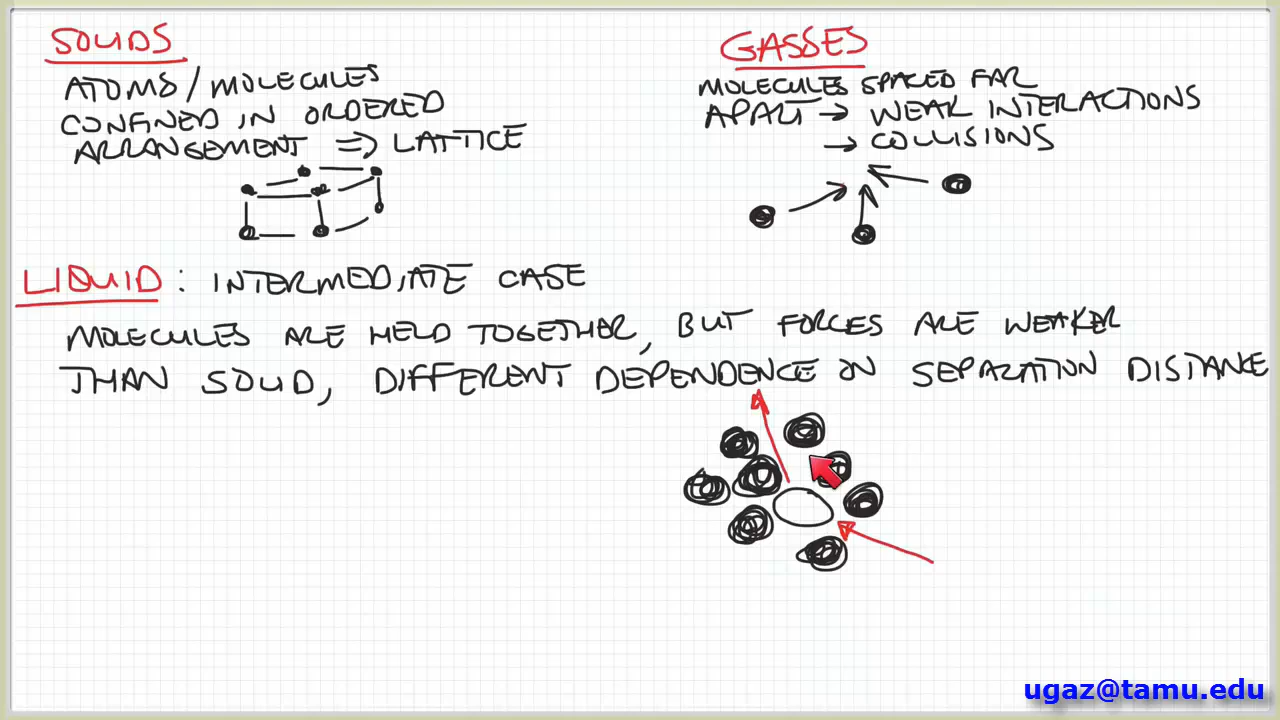 SOLIDS
ATOMS/MOLECULES
CONFINED IN ORDERED
ARRANGEMENT => LATTICE
GASSES
MOLECULES SPACED FAR
APART → WEAK INTERACTIONS
→ COLLISIONS
LIQUID : INTERMEDIATE CASE
MOLECULES ARE HELD TOGETHER, BUT FORCES ARE WEAKER
THAN SOLID, DIFFERENT DEPENDENCE ON SEPARATION DISTANCE
ugaz@tamu.edu